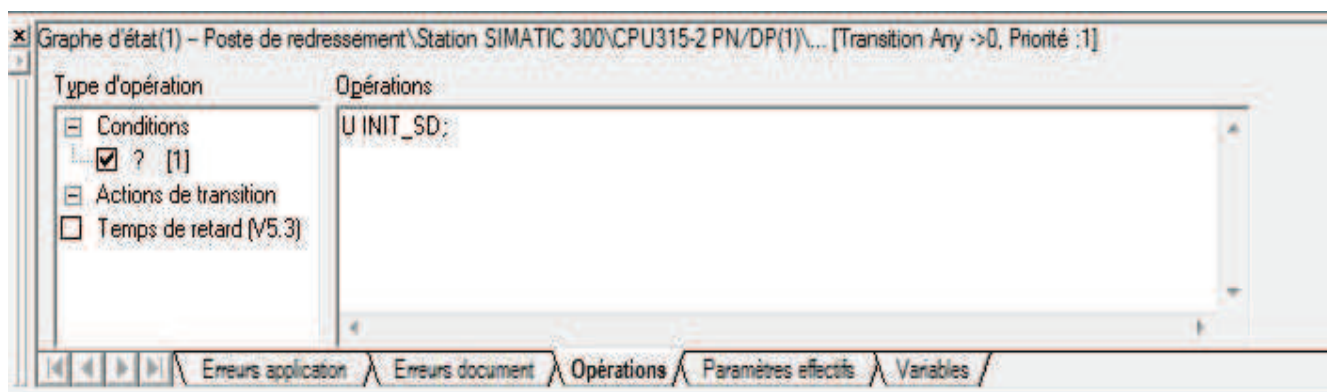 Graphe d'état(1) – Poste de redressement\Station SIMATIC 300\CPU315-2 PN/DP(1)\... [Transition Any ->0, Priorité :1]
Type d'opération
Opérations
Conditions
? [1]
Actions de transition
Temps de retard (V5.3)
U INIT_SD;
Erreurs application
Erreurs document
Opérations
Paramètres effectifs
Variables